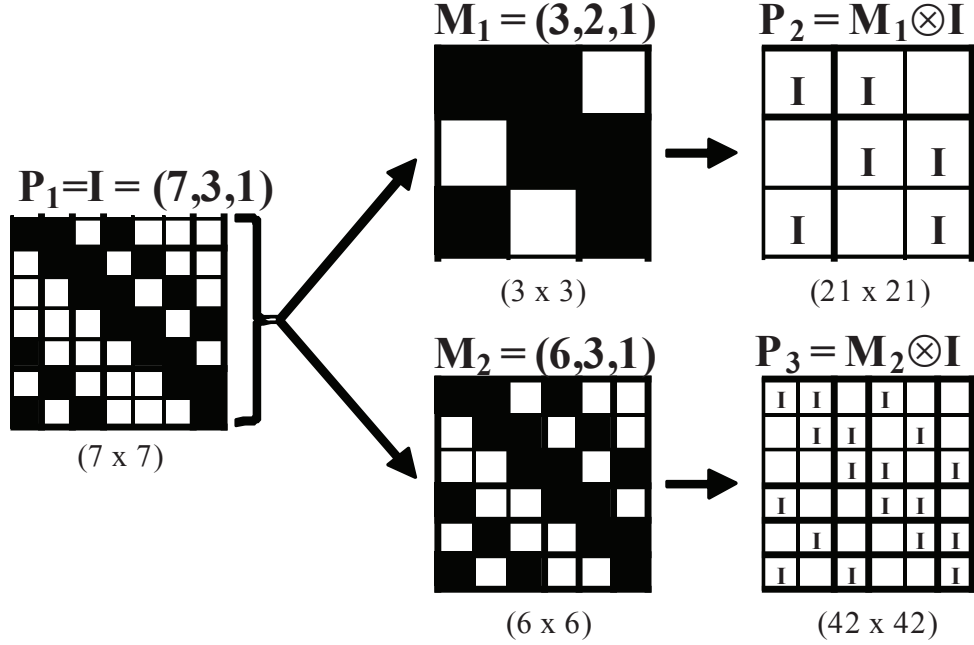 M₁ = (3,2,1)
P₂ = M₁⊗I
I I
I I
I I
(3 x 3)
(21 x 21)
P₁=I = (7,3,1)
(7 x 7)
M₂ = (6,3,1)
P₃ = M₂⊗I
I I I
I I I
I I I
I I I
I I I
I I I
(6 x 6)
(42 x 42)